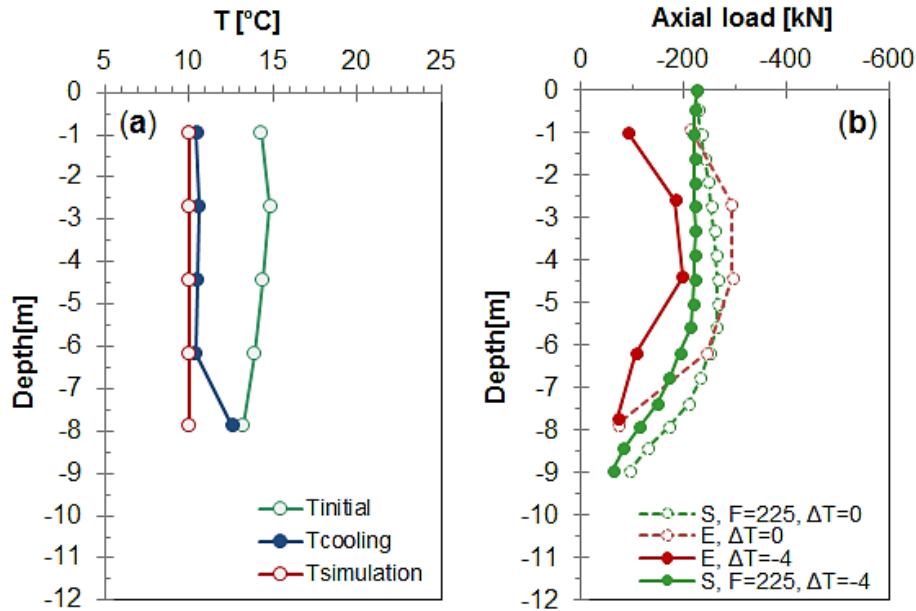 T [°C]
5 10 15 20 25
0
-1
-2
-3
-4
-5
-6
-7
-8
-9
-10
-11
-12
Depth[m]
(a)
Tinitial
Tcooling
Tsimulation
Axial load [kN]
0 -200 -400 -600
0
-1
-2
-3
-4
-5
-6
-7
-8
-9
-10
-11
-12
Depth[m]
(b)
S, F=225, ΔT=0
E, ΔT=0
E, ΔT=-4
S, F=225, ΔT=-4